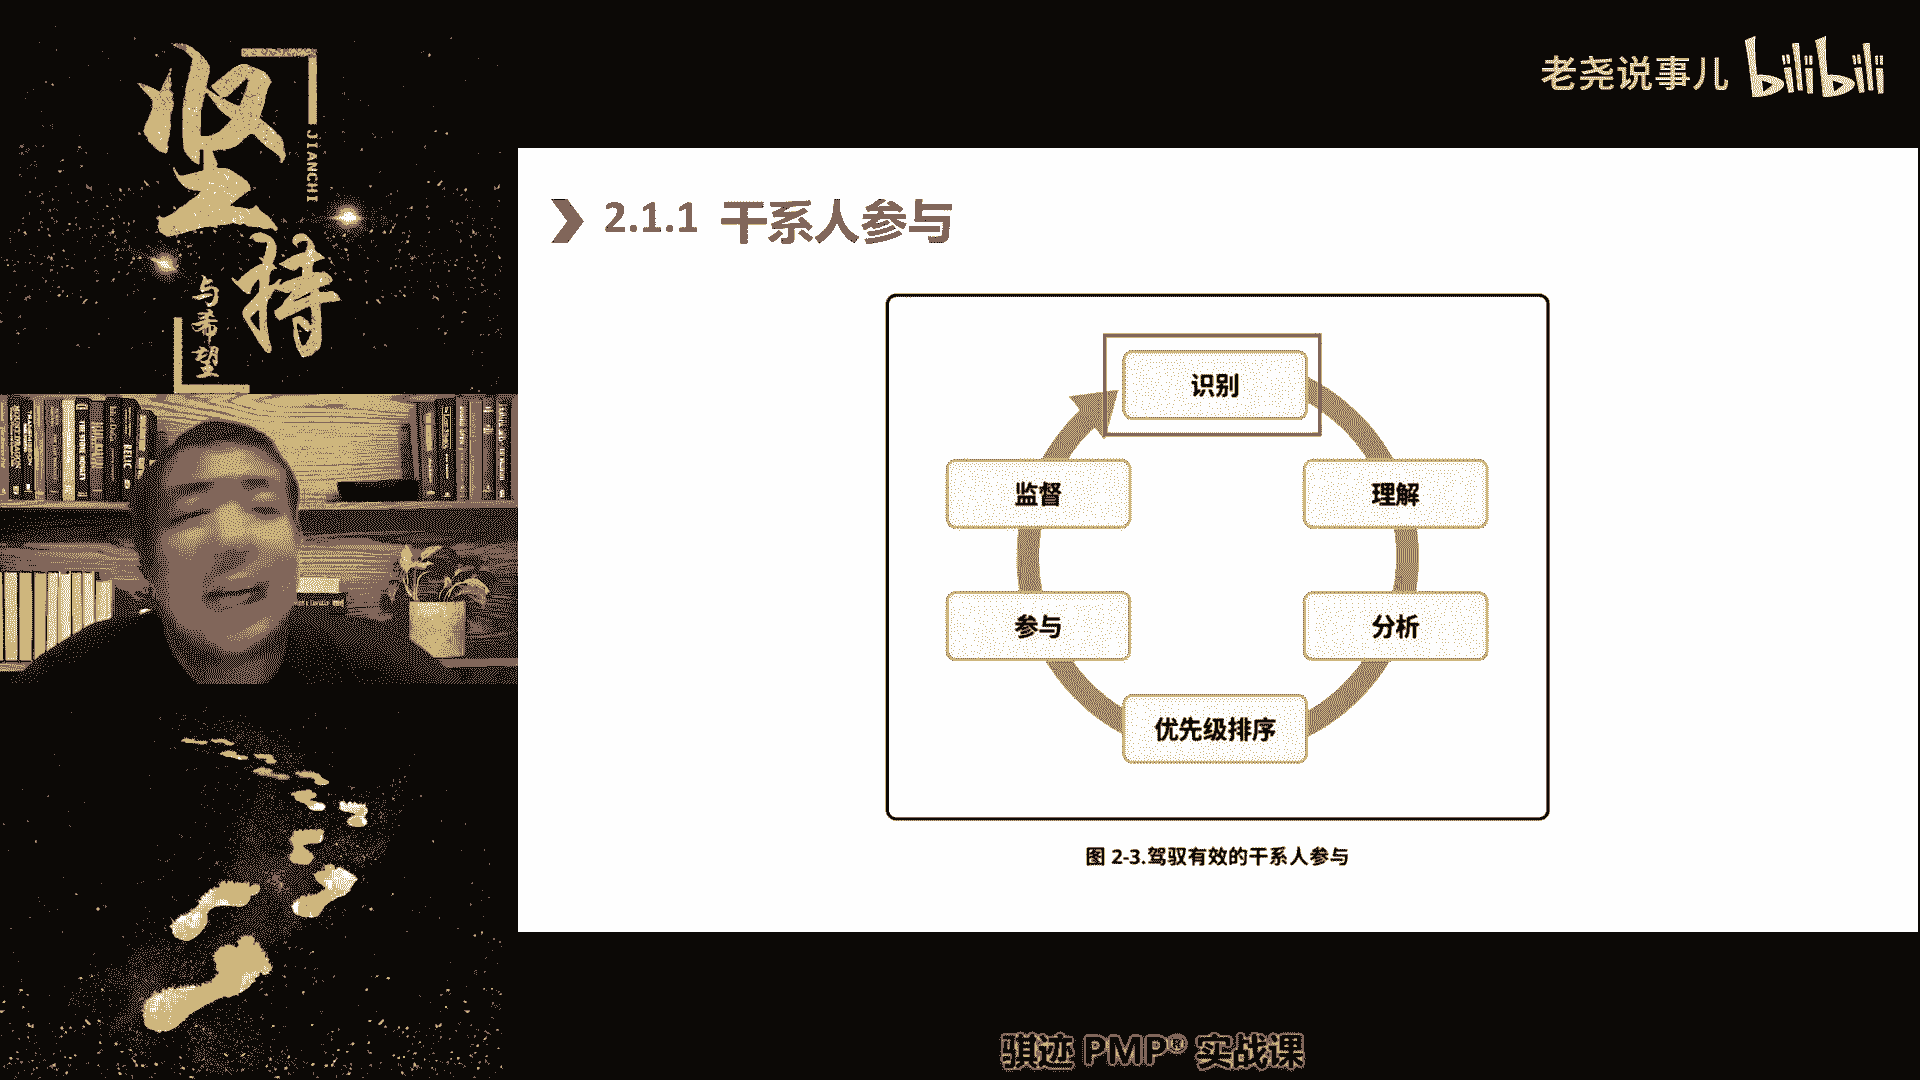 坚持
JIANCHI
与希望
老尧说事儿 bilibili
2.1.1 干系人参与
识别
监督
理解
参与
分析
优先级排序
图 2-3.驾驭有效的干系人参与
骐迹 PMP® 实战课